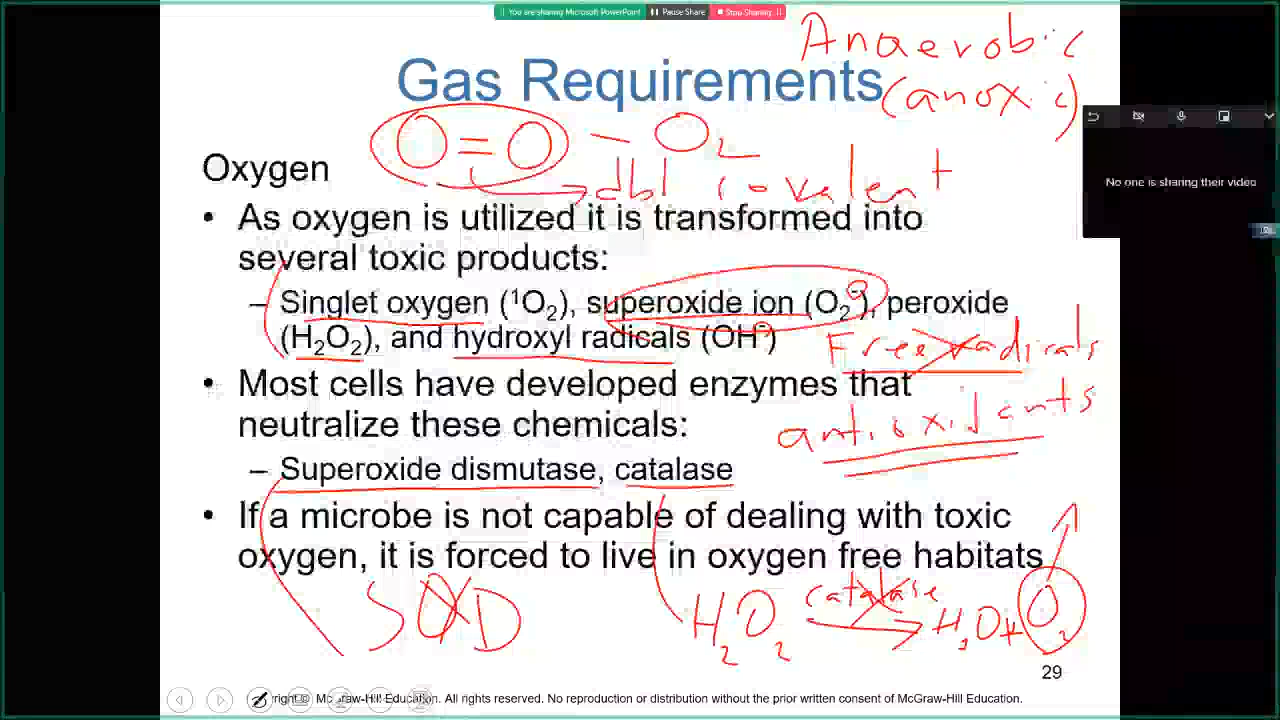 You are sharing Microsoft PowerPoint Pause Share Stop Sharing
Anaerobic
Gas Requirements
(anoxic)
O=O - O2
No one is sharing their video
Oxygen
dbl covalent
• As oxygen is utilized it is transformed into
several toxic products:
– Singlet oxygen (¹O₂), superoxide ion (O₂⁻), peroxide
(H₂O₂), and hydroxyl radicals (OH⁻)
Free radicals
• Most cells have developed enzymes that
neutralize these chemicals:
antioxidants
– Superoxide dismutase, catalase
• If a microbe is not capable of dealing with toxic
oxygen, it is forced to live in oxygen free habitats
SOD
catalase
H₂O₂ → H₂O + O₂
29
All rights reserved. No reproduction or distribution without the prior written consent of McGraw-Hill Education.